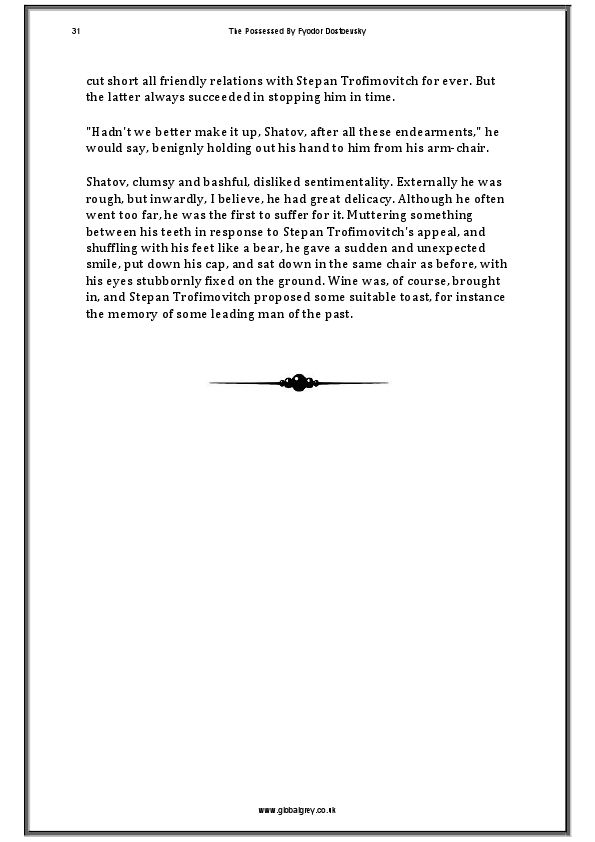 31
The Possessed By Fyodor Dostoevsky
cut short all friendly relations with Stepan Trofimovitch for ever. But
the latter always succeeded in stopping him in time.
"Hadn't we better make it up, Shatov, after all these endearments," he
would say, benignly holding out his hand to him from his arm-chair.
Shatov, clumsy and bashful, disliked sentimentality. Externally he was
rough, but inwardly, I believe, he had great delicacy. Although he often
went too far, he was the first to suffer for it. Muttering something
between his teeth in response to Stepan Trofimovitch's appeal, and
shuffling with his feet like a bear, he gave a sudden and unexpected
smile, put down his cap, and sat down in the same chair as before, with
his eyes stubbornly fixed on the ground. Wine was, of course, brought
in, and Stepan Trofimovitch proposed some suitable toast, for instance
the memory of some leading man of the past.
www.globalgrey.co.uk